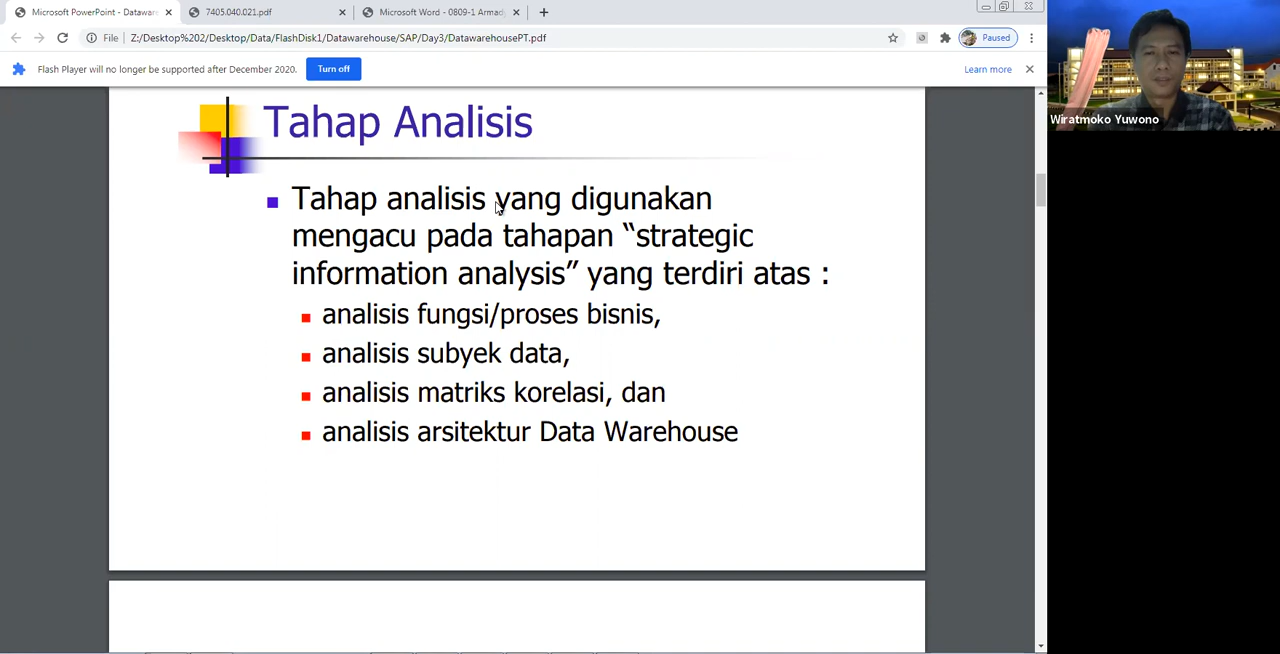 Microsoft PowerPoint - Dataware
7405.040.021.pdf
Microsoft Word - 0809-1 Armad
File
Z:/Desktop%202/Desktop/Data/FlashDisk1/Datawarehouse/SAP/Day3/DatawarehousePT.pdf
Paused
Flash Player will no longer be supported after December 2020.
Turn off
Learn more
Wiratmoko Yuwono
Tahap Analisis
Tahap analisis yang digunakan
mengacu pada tahapan “strategic
information analysis” yang terdiri atas :
analisis fungsi/proses bisnis,
analisis subyek data,
analisis matriks korelasi, dan
analisis arsitektur Data Warehouse